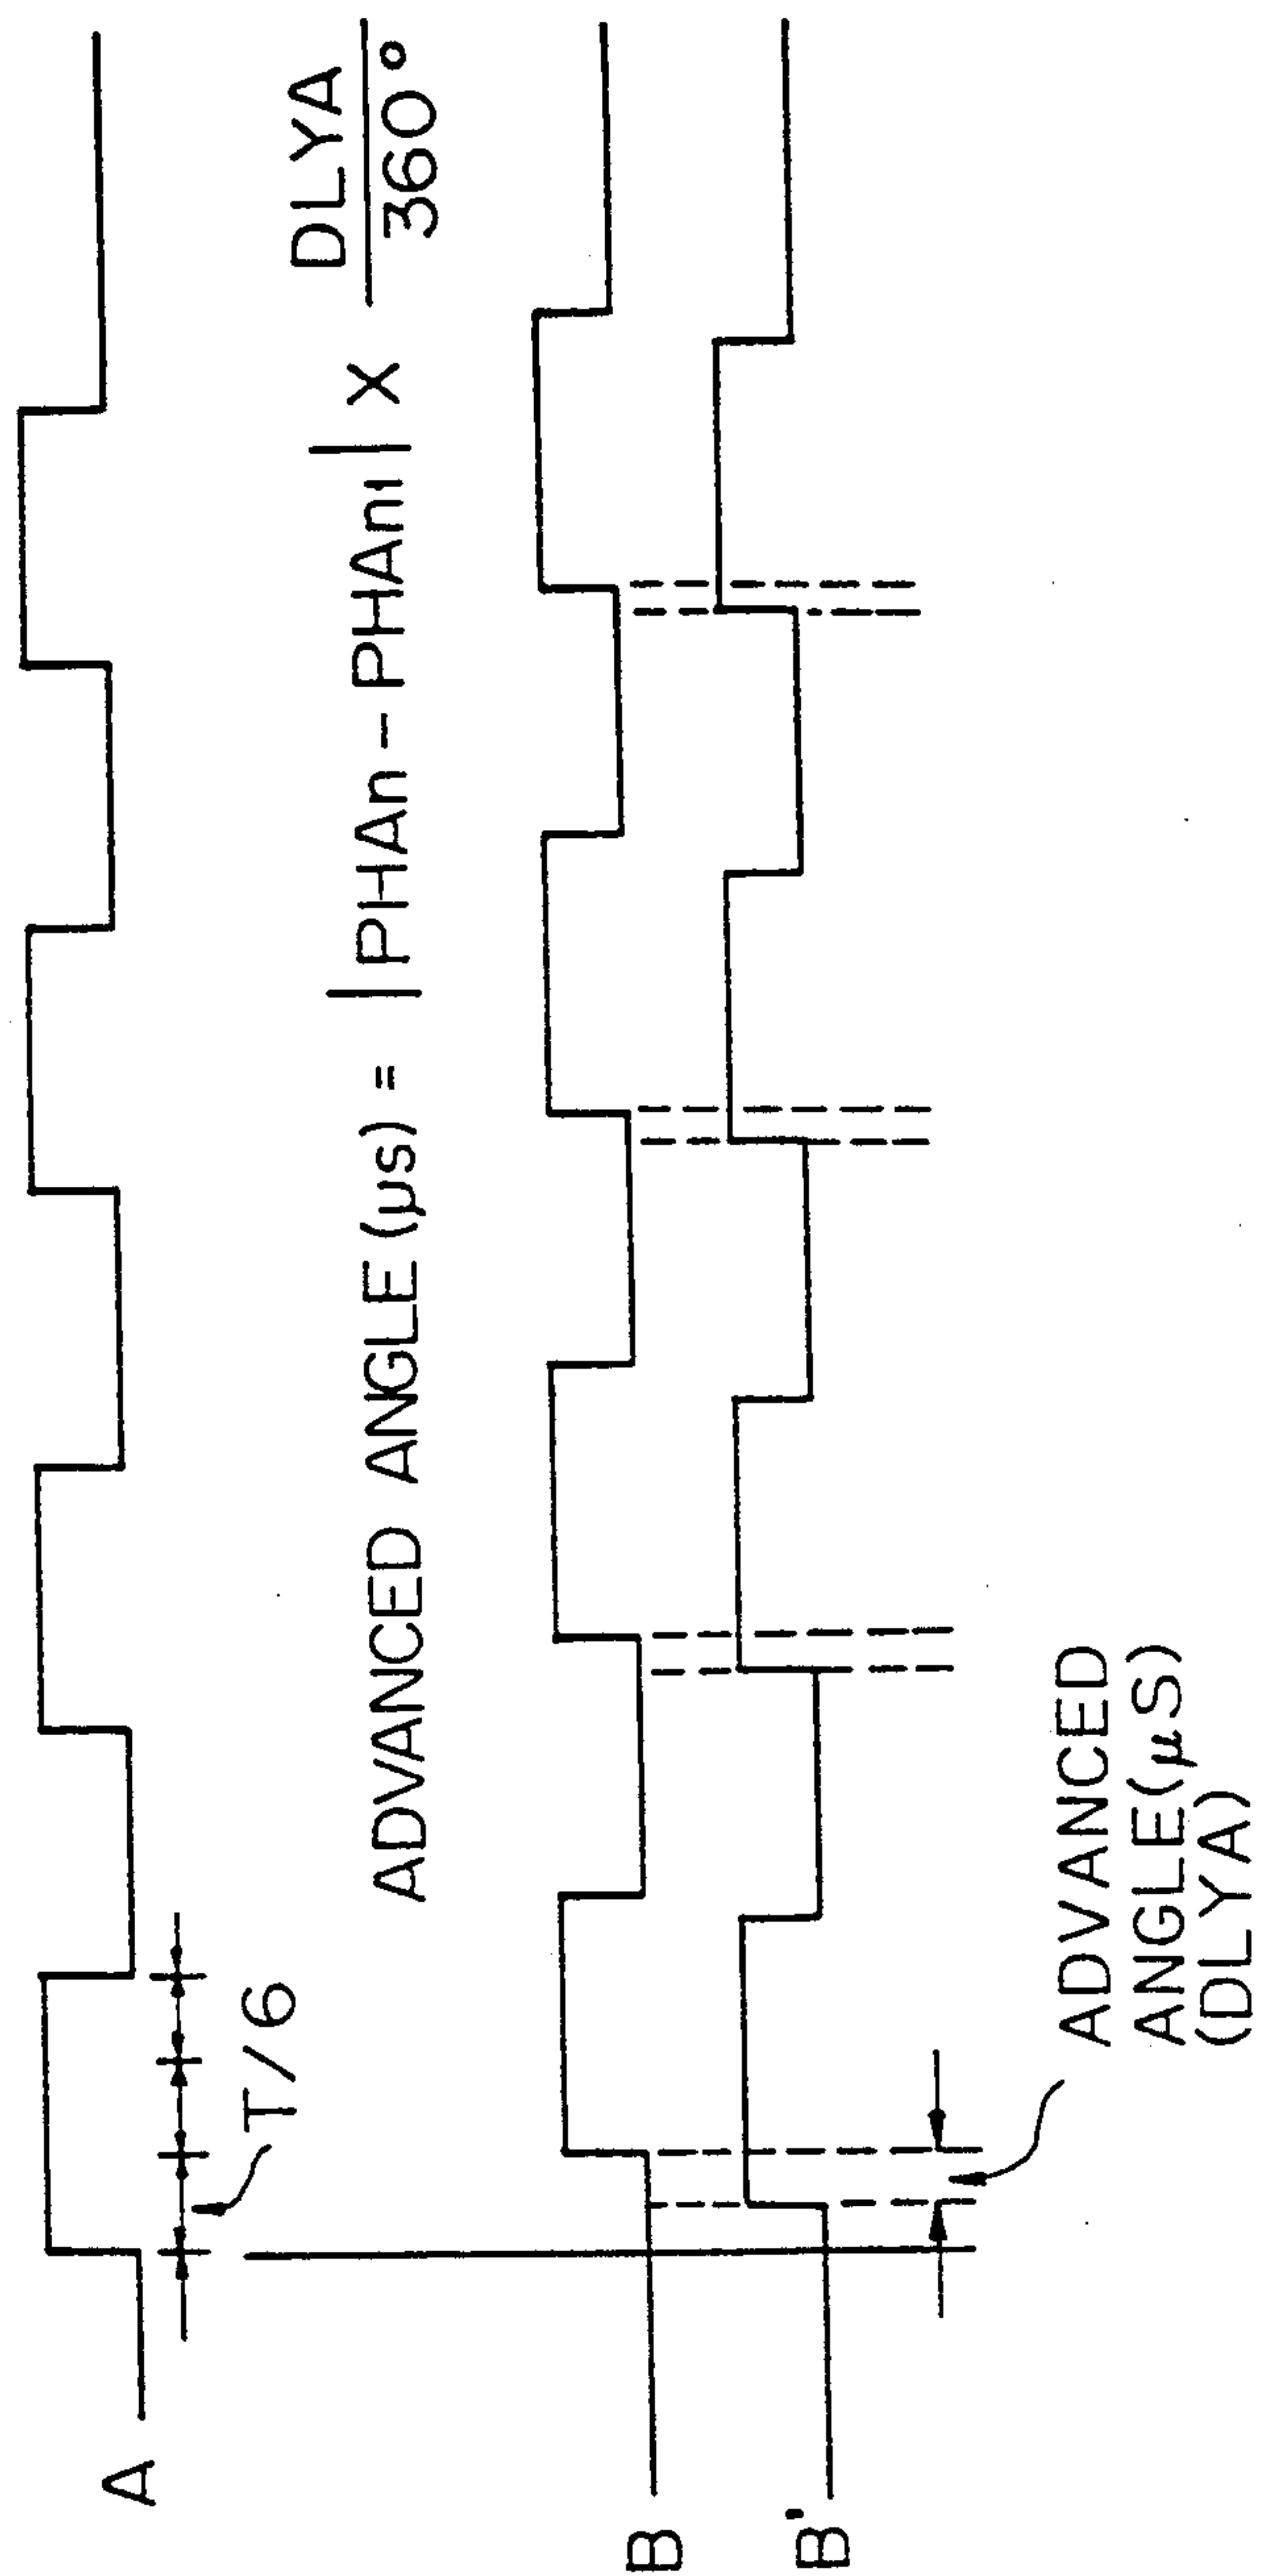 A
T/6
ADVANCED ANGLE (μs) = |PHAn - PHAn1| X DLYA
360°
B
B'
ADVANCED
ANGLE (μS)
(DLYA)